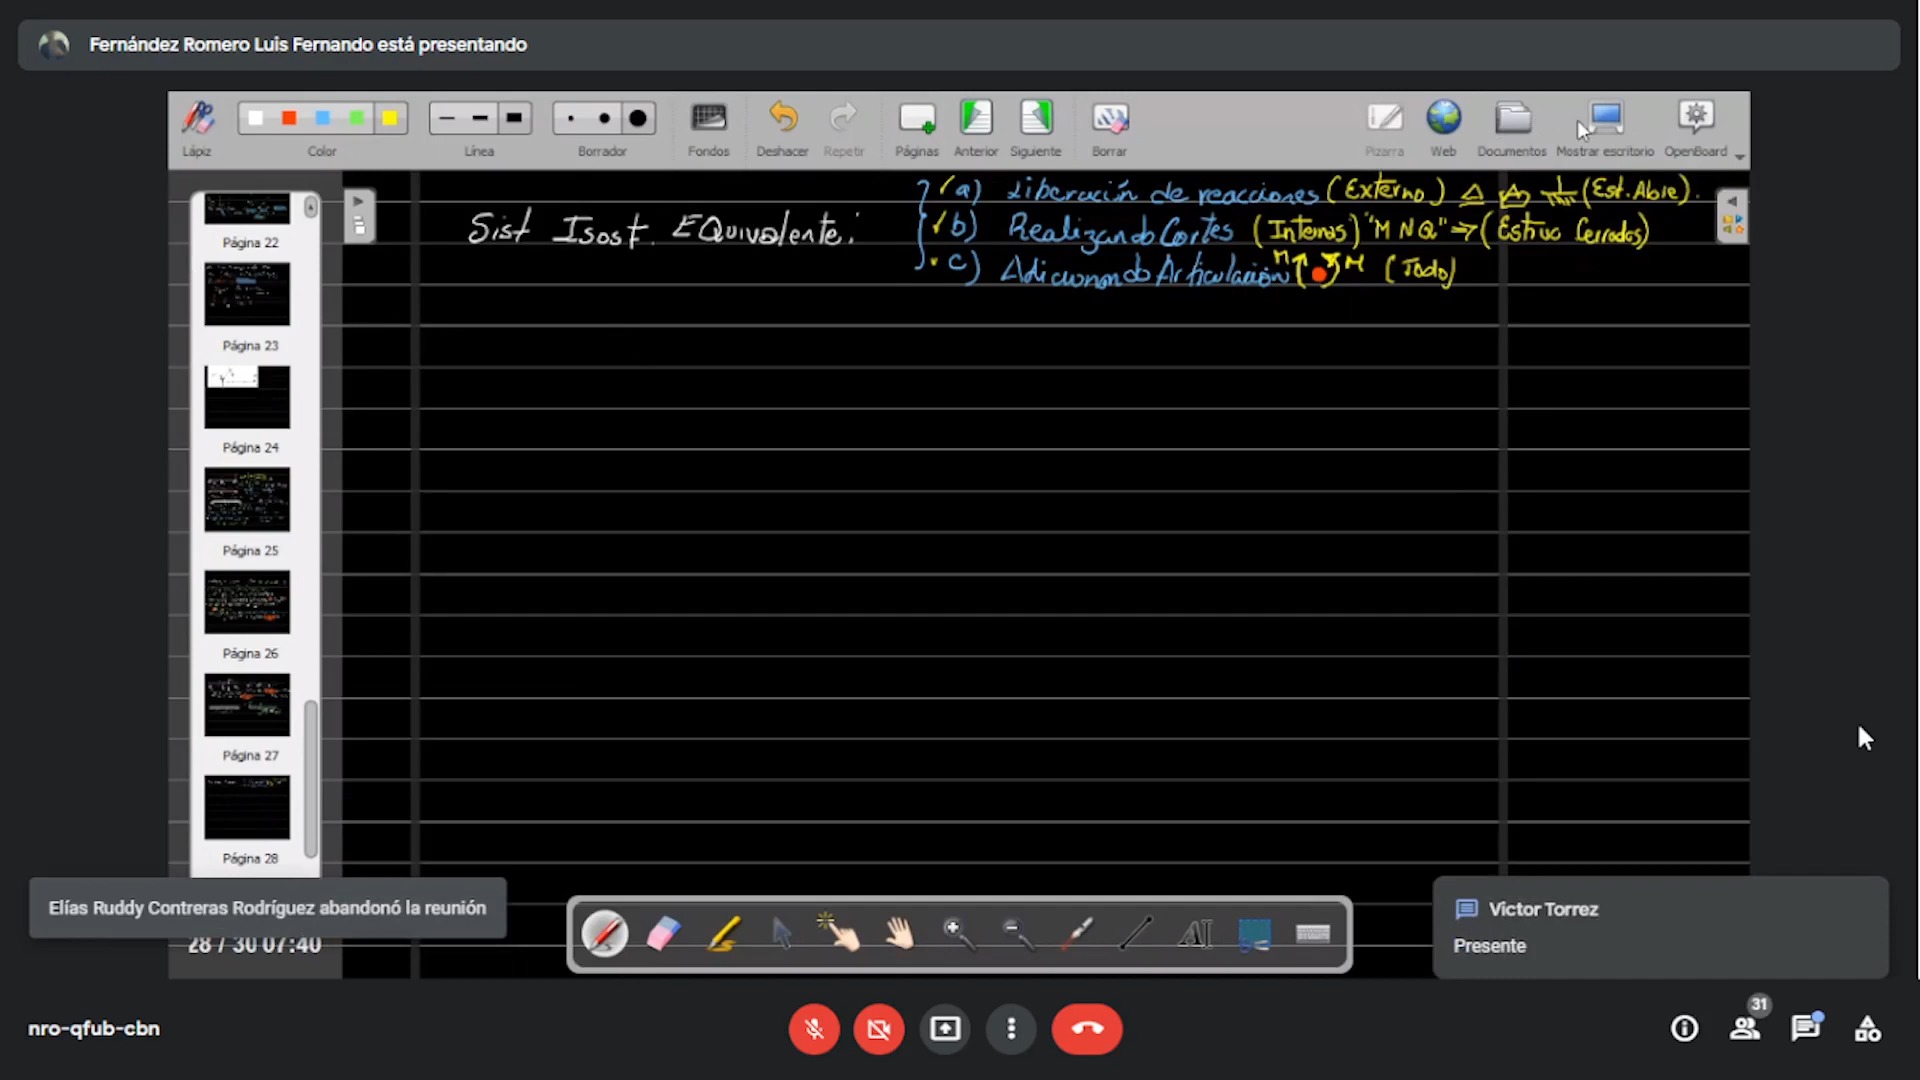 Fernández Romero Luis Fernando está presentando
Lápiz
Color
Línea
Borrador
Fondos
Deshacer
Repetir
Páginas
Anterior
Siguiente
Borrar
Pizarra
Web
Documentos
Mostrar escritorio
OpenBoard
Sist Isost. EQuivalente:
a) Liberación de reacciones (Externo) (Est. Abie).
b) Realizando Cortes (Internas) "M N Q" → (Estruc Cerradas)
c) Adicionando Articulación M M (Todo)
Página 22
Página 23
Página 24
Página 25
Página 26
Página 27
Página 28
Elías Ruddy Contreras Rodríguez abandonó la reunión
28 / 30 07:40
Victor Torrez
Presente
AI
nro-qfub-cbn
31